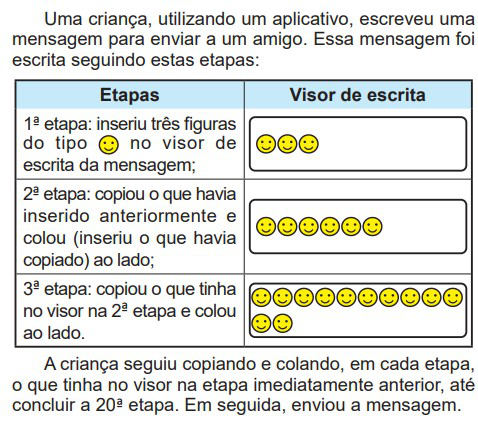 Uma criança, utilizando um aplicativo, escreveu uma
mensagem para enviar a um amigo. Essa mensagem foi
escrita seguindo estas etapas:
Etapas
Visor de escrita
1ª etapa: inseriu três figuras
do tipo no visor de
escrita da mensagem;
2ª etapa: copiou o que havia
inserido anteriormente e
colou (inseriu o que havia
copiado) ao lado;
3ª etapa: copiou o que tinha
no visor na 2ª etapa e colou
ao lado.
A criança seguiu copiando e colando, em cada etapa,
o que tinha no visor na etapa imediatamente anterior, até
concluir a 20ª etapa. Em seguida, enviou a mensagem.